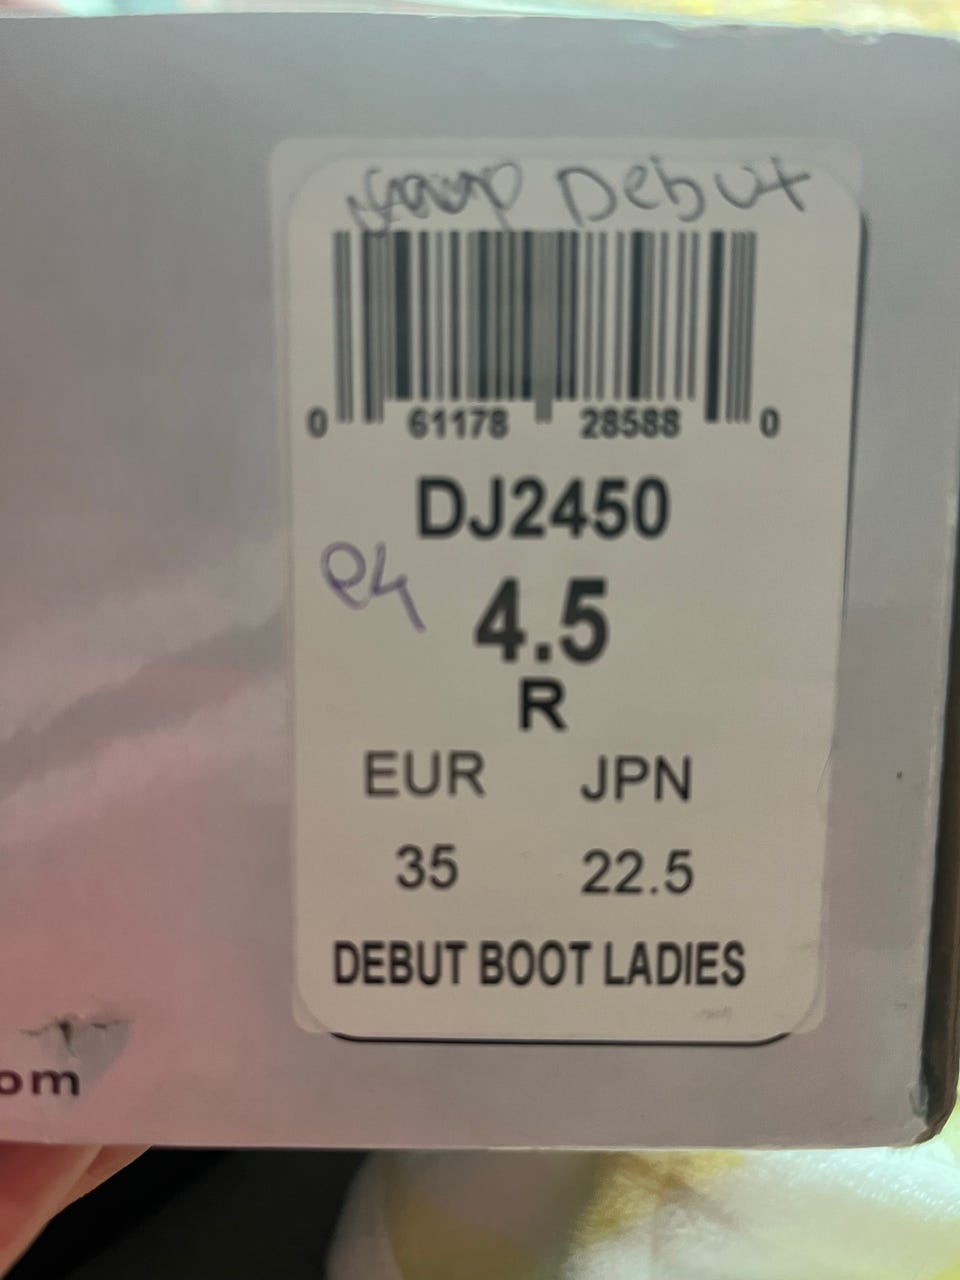 Debut
0 61178 28588 0
DJ2450
4.5
R
EUR JPN
35 22.5
DEBUT BOOT LADIES
om